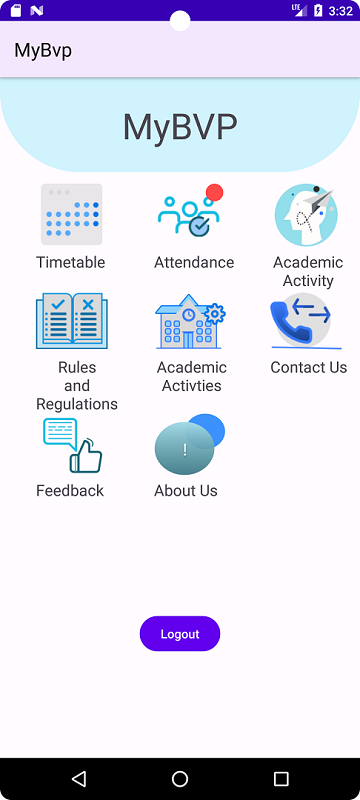 LTE 3:32
MyBvp
MyBVP
Timetable
Attendance
Academic
Activity
Rules
and
Regulations
Academic
Activties
Contact Us
Feedback
!
About Us
Logout